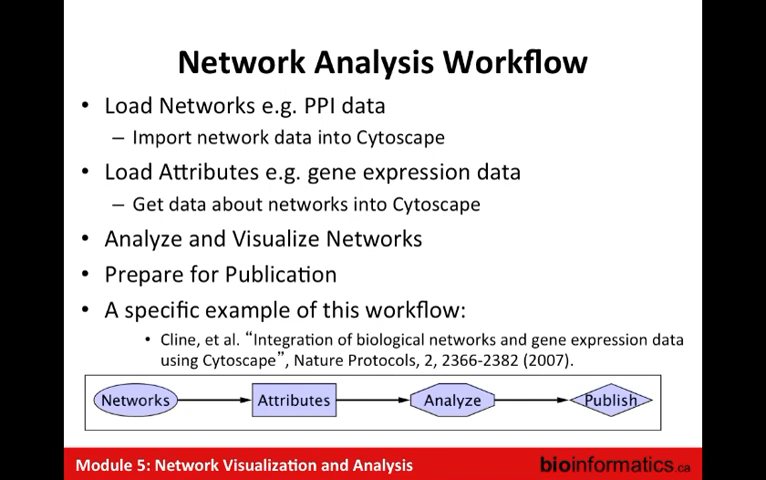 Network Analysis Workflow
• Load Networks e.g. PPI data
– Import network data into Cytoscape
• Load Attributes e.g. gene expression data
– Get data about networks into Cytoscape
• Analyze and Visualize Networks
• Prepare for Publication
• A specific example of this workflow:
• Cline, et al. “Integration of biological networks and gene expression data
using Cytoscape”, Nature Protocols, 2, 2366-2382 (2007).
Networks Attributes Analyze Publish
Module 5: Network Visualization and Analysis bioinformatics.ca